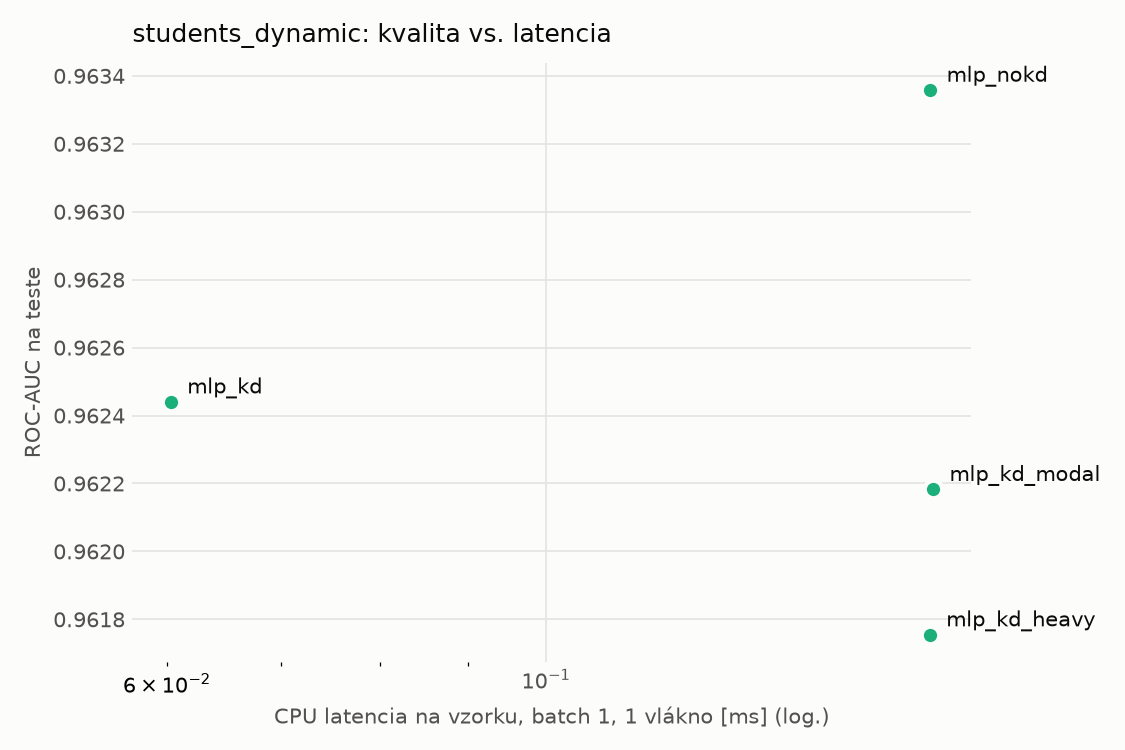 students_dynamic: kvalita vs. latencia
ROC-AUC na teste
0.9634
0.9632
0.9630
0.9628
0.9626
0.9624
0.9622
0.9620
0.9618
mlp_nokd
mlp_kd
mlp_kd_modal
mlp_kd_heavy
6 × 10⁻²
10⁻¹
CPU latencia na vzorku, batch 1, 1 vlákno [ms] (log.)